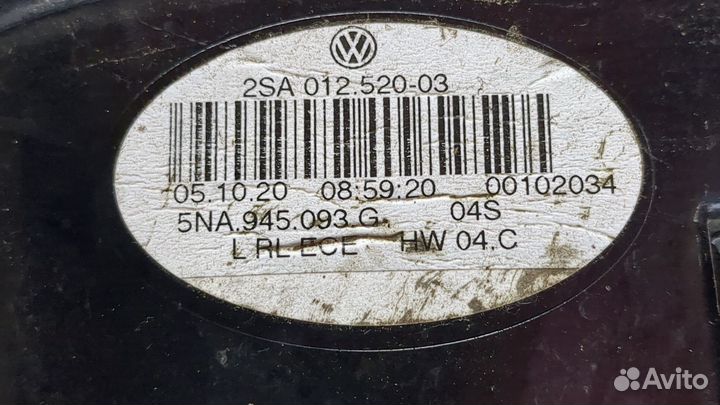 VW
2SA 012.520-03
05.10.20 08:59:20 00102034
5NA.945.093 G 04S
L RL ECE HW 04.C
Avito